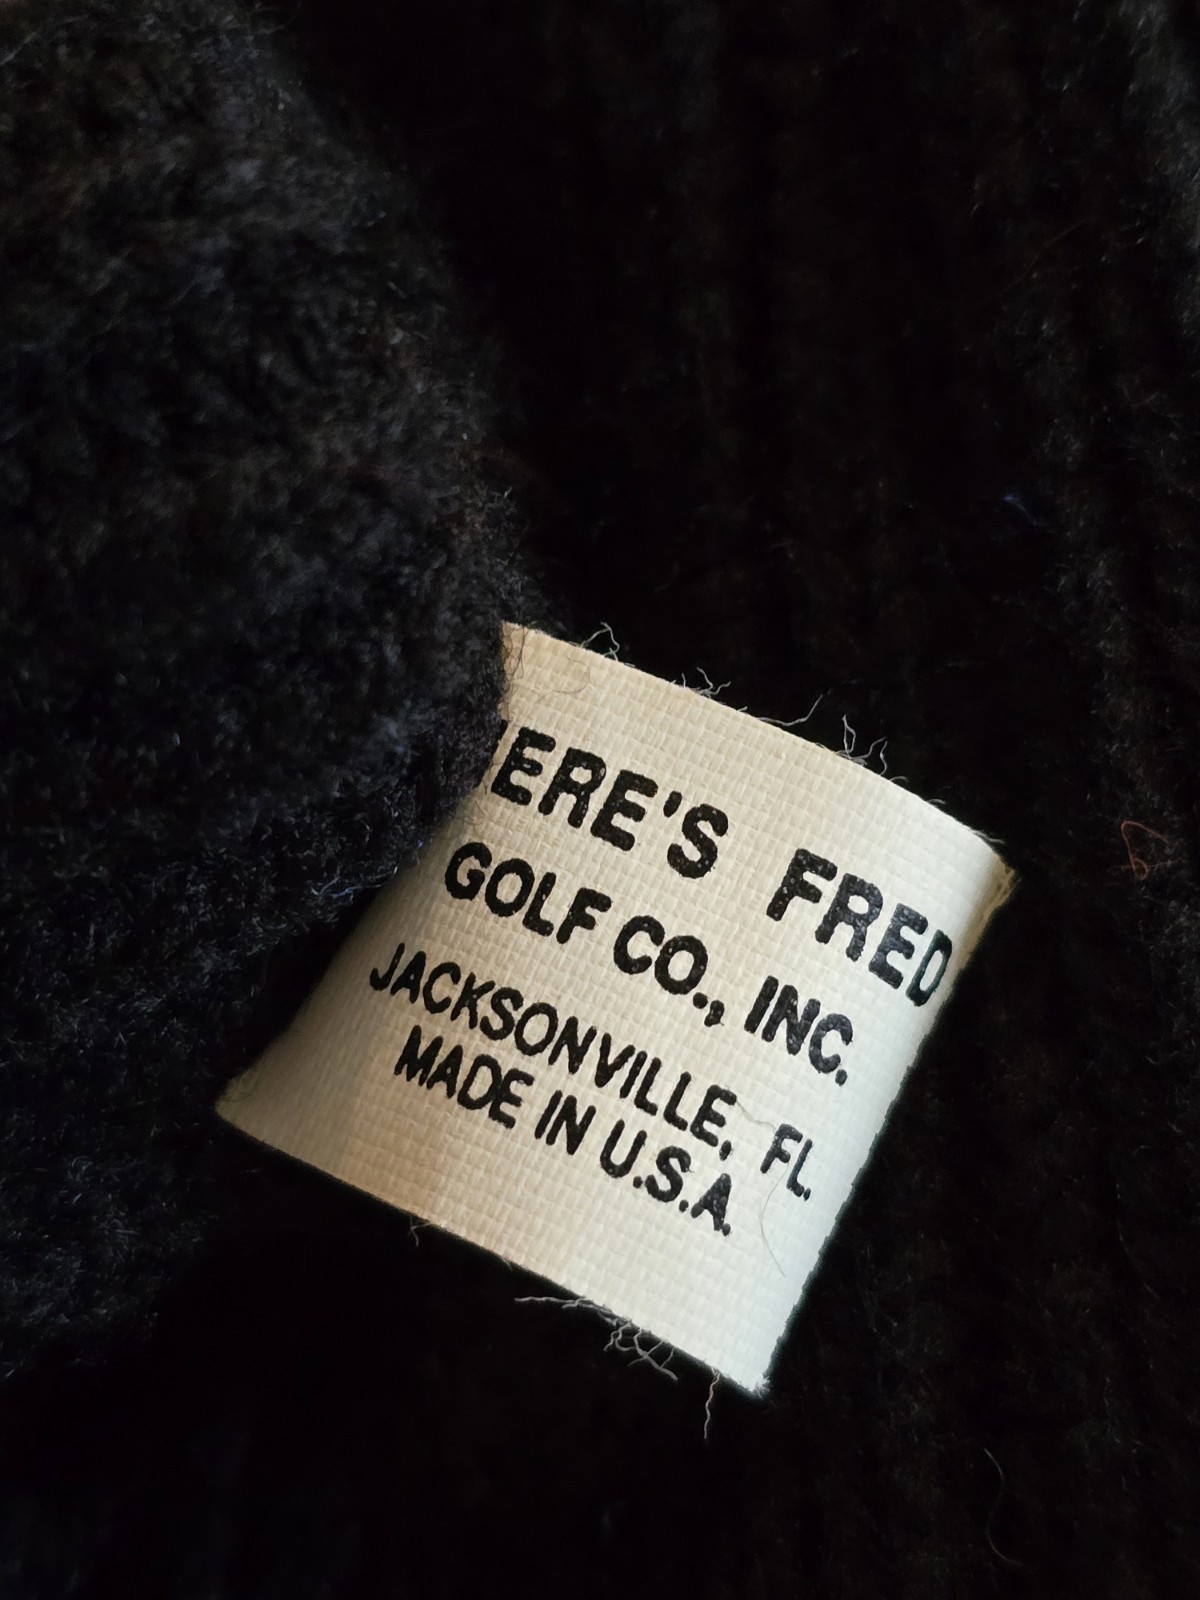 ERE'S FRED
GOLF CO., INC.
JACKSONVILLE, FL.
MADE IN U.S.A.